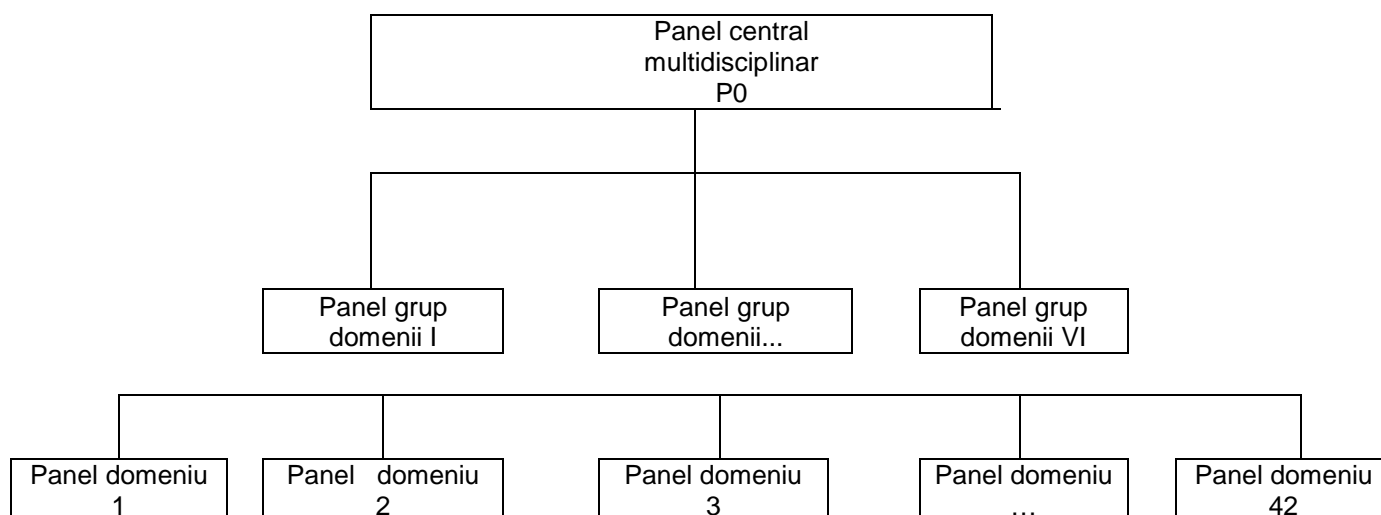 Panel central
multidisciplinar
P0
Panel grup
domenii I
Panel grup
domenii...
Panel grup
domenii VI
Panel domeniu
1
Panel domeniu
2
Panel domeniu
3
Panel domeniu
…
Panel domeniu
42